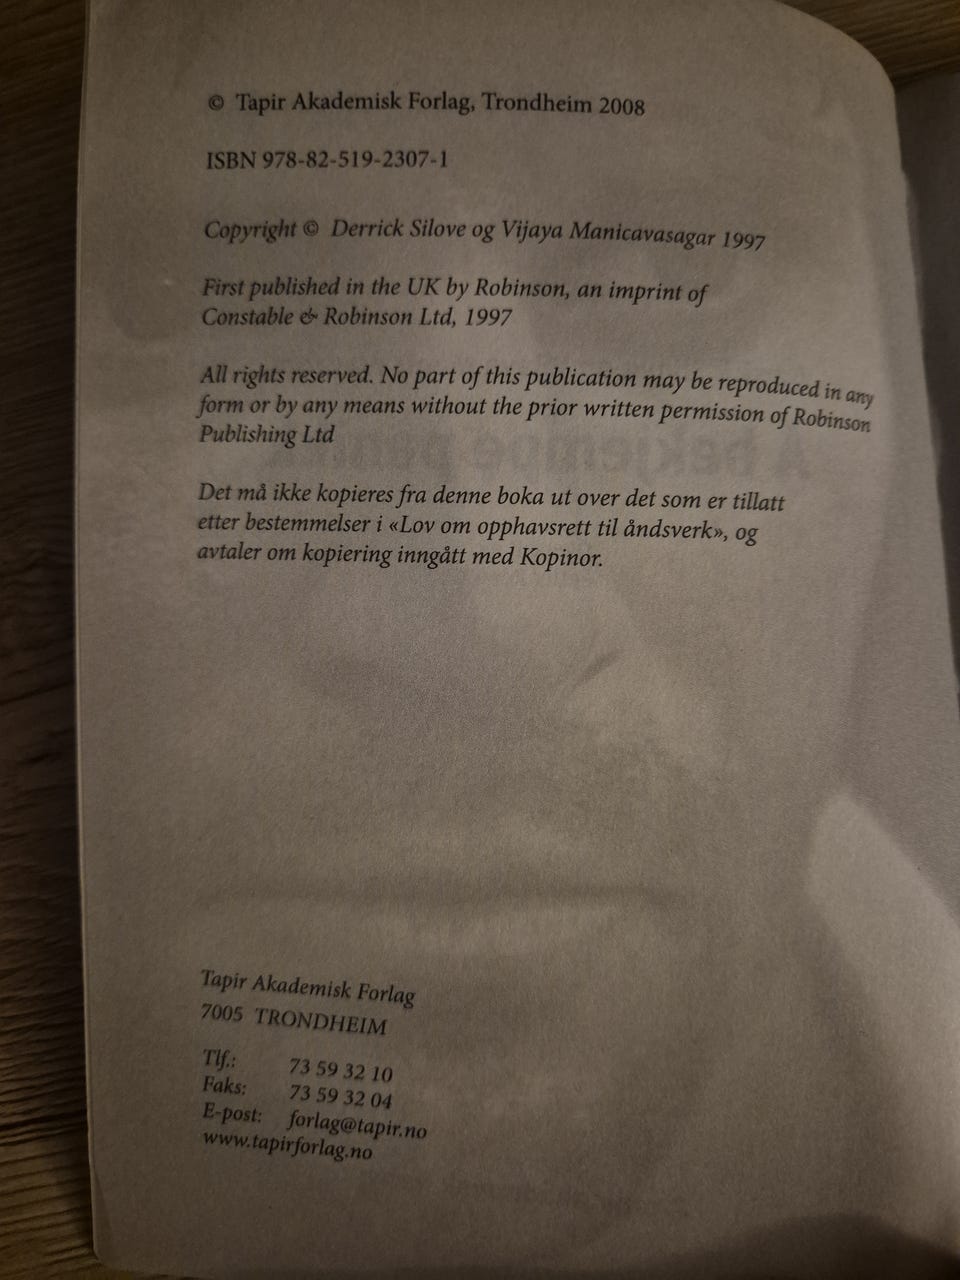 © Tapir Akademisk Forlag, Trondheim 2008
ISBN 978-82-519-2307-1
Copyright © Derrick Silove og Vijaya Manicavasagar 1997
First published in the UK by Robinson, an imprint of
Constable & Robinson Ltd, 1997
All rights reserved. No part of this publication may be reproduced in any
form or by any means without the prior written permission of Robinson
Publishing Ltd
Det må ikke kopieres fra denne boka ut over det som er tillatt
etter bestemmelser i «Lov om opphavsrett til åndsverk», og
avtaler om kopiering inngått med Kopinor.
Tapir Akademisk Forlag
7005 TRONDHEIM
Tlf.: 73 59 32 10
Faks: 73 59 32 04
E-post: forlag@tapir.no
www.tapirforlag.no